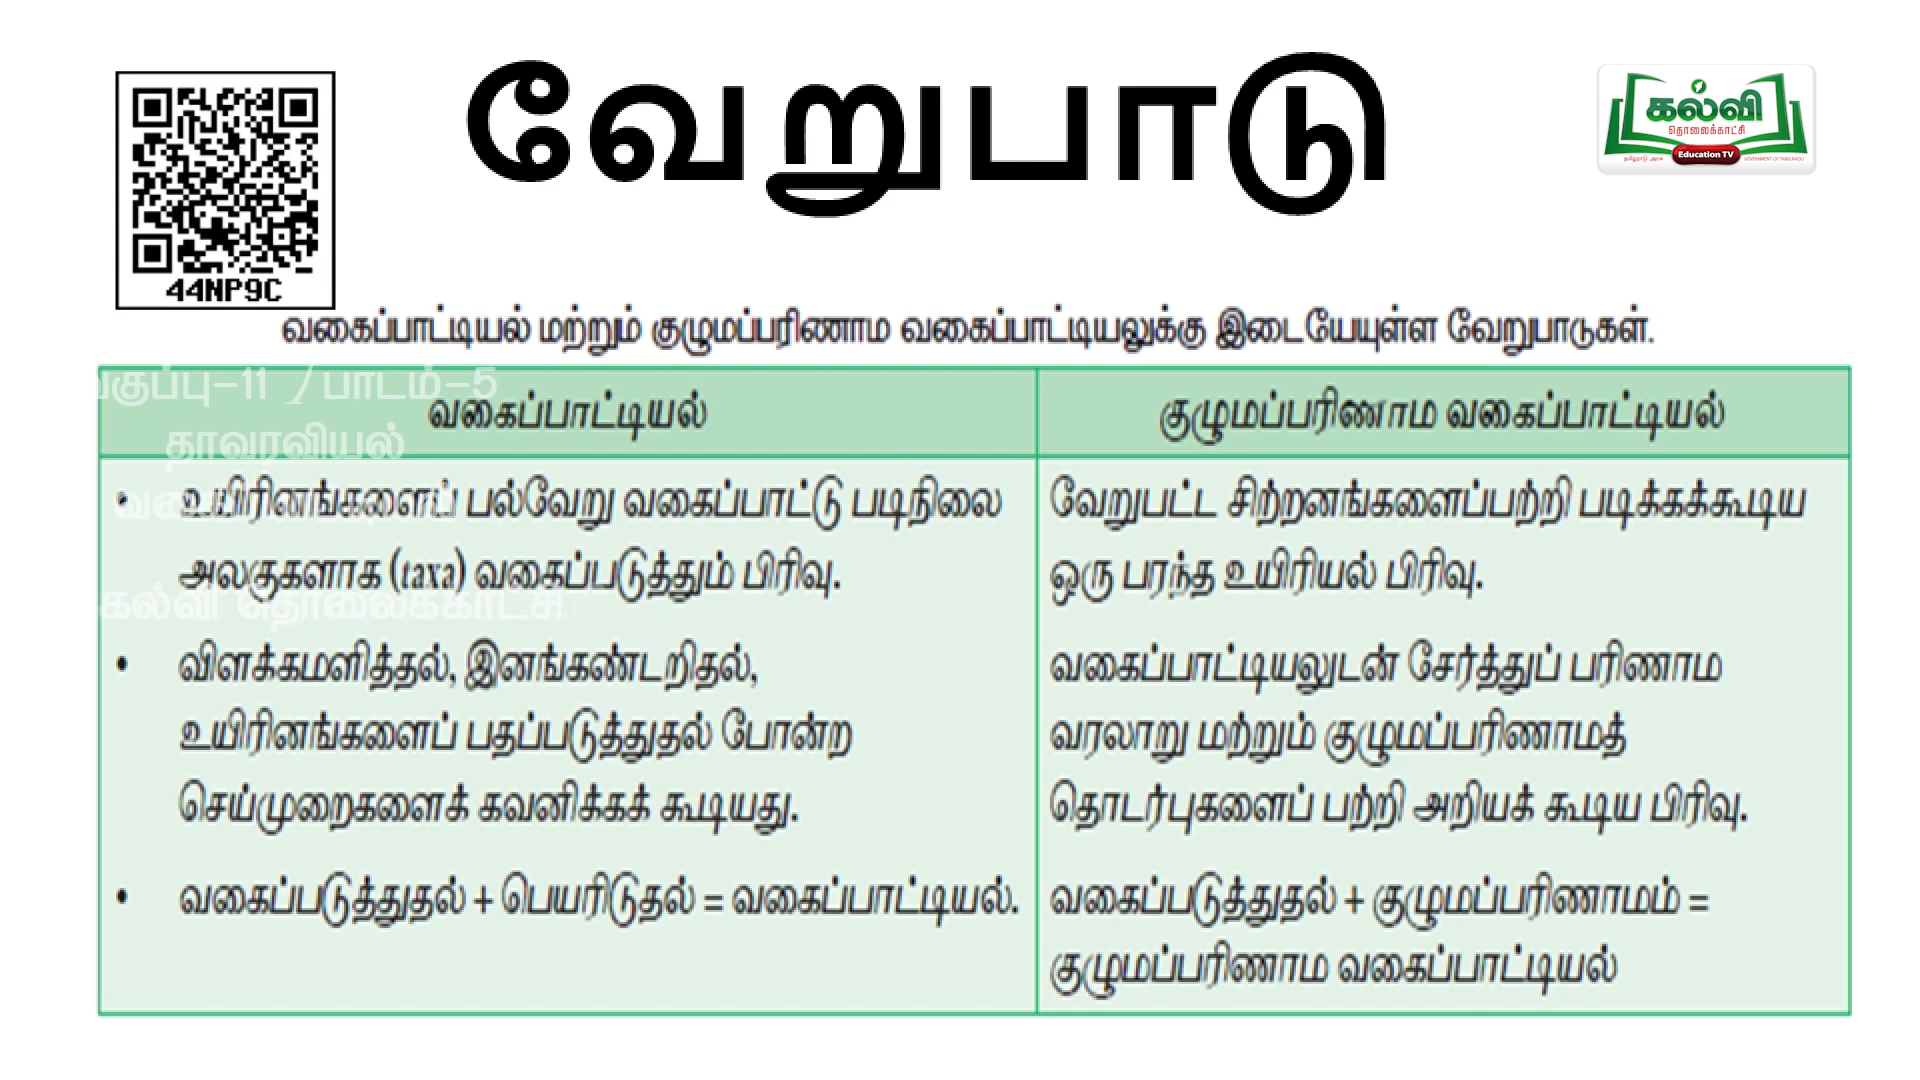 வேறுபாடு
கல்வி
தொலைக்காட்சி
தமிழ்நாடு அரசு Education TV GOVERNMENT OF TAMILNADU
44NP9C
வகைப்பாட்டியல் மற்றும் குழுமப்பரிணாம வகைப்பாட்டியலுக்கு இடையேயுள்ள வேறுபாடுகள்.
வகுப்பு-11 / பாடம்-5
தாவரவியல்
கல்வி தொலைக்காட்சி
வகைப்பாட்டியல்
குழுமப்பரிணாம வகைப்பாட்டியல்
• உயிரினங்களைப் பல்வேறு வகைப்பாட்டு படிநிலை
அலகுகளாக (taxa) வகைப்படுத்தும் பிரிவு.
வேறுபட்ட சிற்றனங்களைப்பற்றி படிக்கக்கூடிய
ஒரு பரந்த உயிரியல் பிரிவு.
• விளக்கமளித்தல், இனங்கண்டறிதல்,
உயிரினங்களைப் பதப்படுத்துதல் போன்ற
செய்முறைகளைக் கவனிக்கக் கூடியது.
வகைப்பாட்டியலுடன் சேர்த்துப் பரிணாம
வரலாறு மற்றும் குழுமப்பரிணாமத்
தொடர்புகளைப் பற்றி அறியக் கூடிய பிரிவு.
• வகைப்படுத்துதல் + பெயரிடுதல் = வகைப்பாட்டியல்.
வகைப்படுத்துதல் + குழுமப்பரிணாமம் =
குழுமப்பரிணாம வகைப்பாட்டியல்